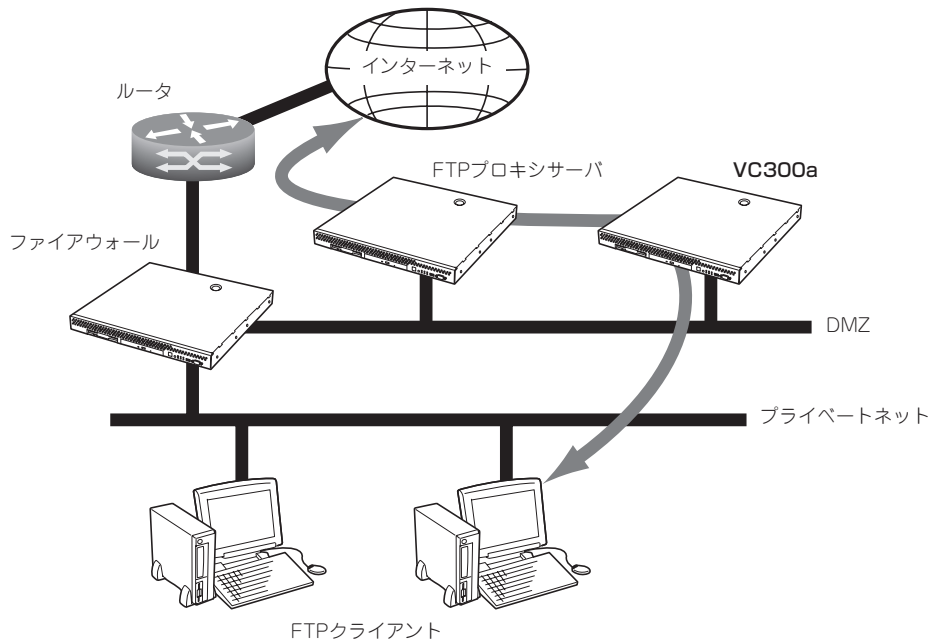 インターネット
ルータ
FTPプロキシサーバ
VC300a
ファイアウォール
DMZ
プライベートネット
FTPクライアント